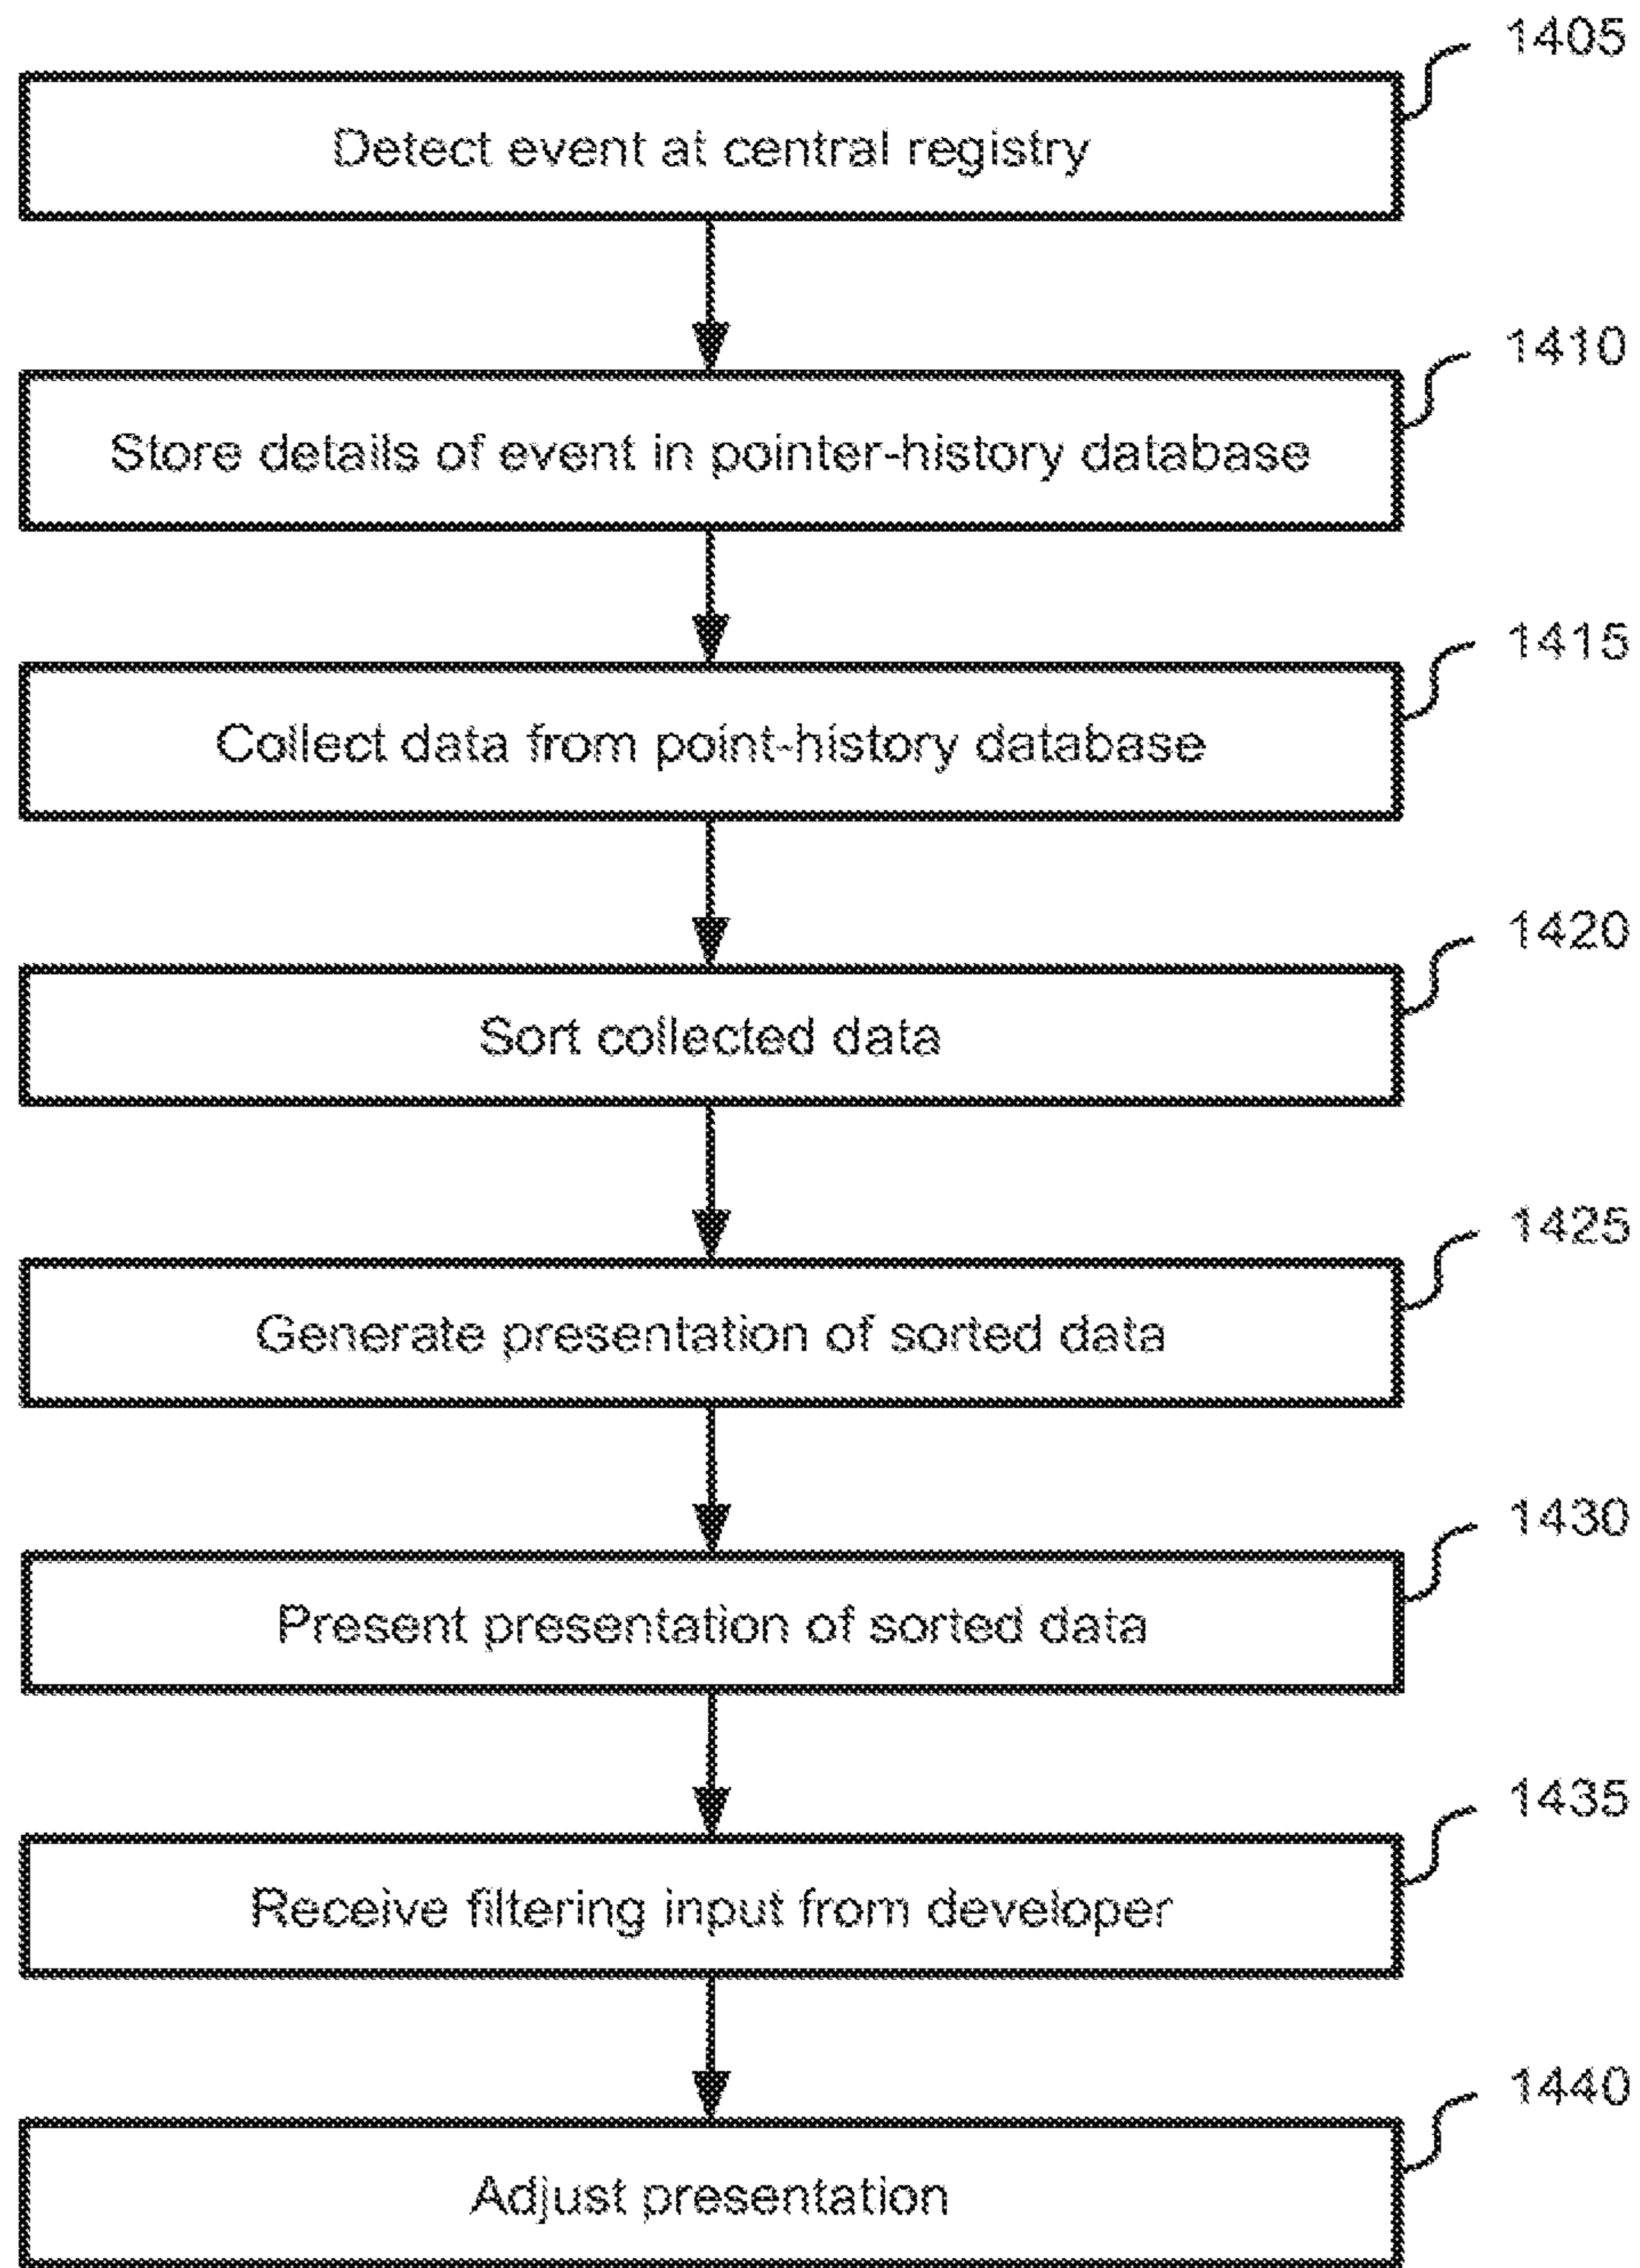 1405
Detect event at central registry
1410
Store details of event in pointer-history database
1415
Collect data from point-history database
1420
Sort collected data
1425
Generate presentation of sorted data
1430
Present presentation of sorted data
1435
Receive filtering input from developer
1440
Adjust presentation